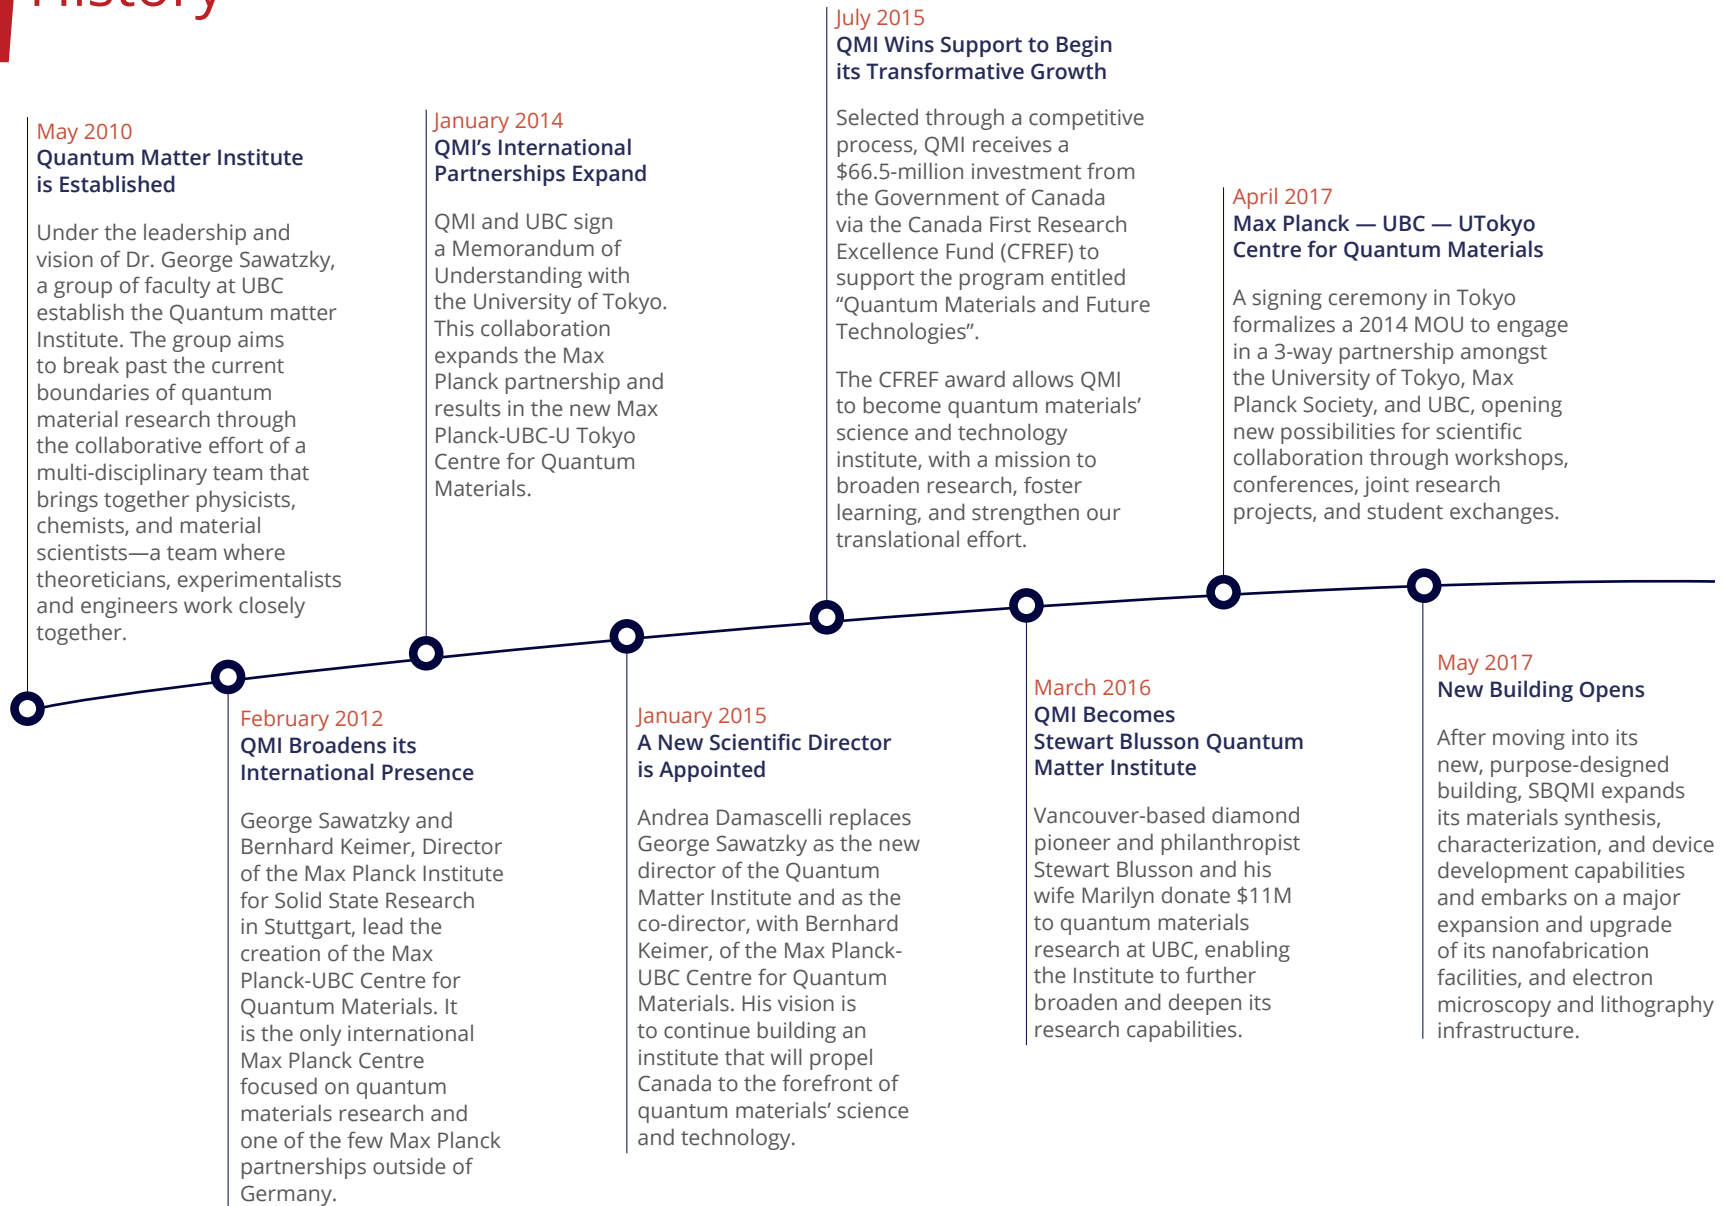 History
May 2010
Quantum Matter Institute
is Established
Under the leadership and
vision of Dr. George Sawatzky,
a group of faculty at UBC
establish the Quantum matter
Institute. The group aims
to break past the current
boundaries of quantum
material research through
the collaborative effort of a
multi-disciplinary team that
brings together physicists,
chemists, and material
scientists—a team where
theoreticians, experimentalists
and engineers work closely
together.
February 2012
QMI Broadens its
International Presence
George Sawatzky and
Bernhard Keimer, Director
of the Max Planck Institute
for Solid State Research
in Stuttgart, lead the
creation of the Max
Planck-UBC Centre for
Quantum Materials. It
is the only international
Max Planck Centre
focused on quantum
materials research and
one of the few Max Planck
partnerships outside of
Germany.
January 2014
QMI’s International
Partnerships Expand
QMI and UBC sign
a Memorandum of
Understanding with
the University of Tokyo.
This collaboration
expands the Max
Planck partnership and
results in the new Max
Planck-UBC-U Tokyo
Centre for Quantum
Materials.
January 2015
A New Scientific Director
is Appointed
Andrea Damascelli replaces
George Sawatzky as the new
director of the Quantum
Matter Institute and as the
co-director, with Bernhard
Keimer, of the Max Planck-
UBC Centre for Quantum
Materials. His vision is
to continue building an
institute that will propel
Canada to the forefront of
quantum materials’ science
and technology.
July 2015
QMI Wins Support to Begin
its Transformative Growth
Selected through a competitive
process, QMI receives a
$66.5-million investment from
the Government of Canada
via the Canada First Research
Excellence Fund (CFREF) to
support the program entitled
“Quantum Materials and Future
Technologies”.
The CFREF award allows QMI
to become quantum materials’
science and technology
institute, with a mission to
broaden research, foster
learning, and strengthen our
translational effort.
March 2016
QMI Becomes
Stewart Blusson Quantum
Matter Institute
Vancouver-based diamond
pioneer and philanthropist
Stewart Blusson and his
wife Marilyn donate $11M
to quantum materials
research at UBC, enabling
the Institute to further
broaden and deepen its
research capabilities.
April 2017
Max Planck — UBC — UTokyo
Centre for Quantum Materials
A signing ceremony in Tokyo
formalizes a 2014 MOU to engage
in a 3-way partnership amongst
the University of Tokyo, Max
Planck Society, and UBC, opening
new possibilities for scientific
collaboration through workshops,
conferences, joint research
projects, and student exchanges.
May 2017
New Building Opens
After moving into its
new, purpose-designed
building, SBQMI expands
its materials synthesis,
characterization, and device
development capabilities
and embarks on a major
expansion and upgrade
of its nanofabrication
facilities, and electron
microscopy and lithography
infrastructure.